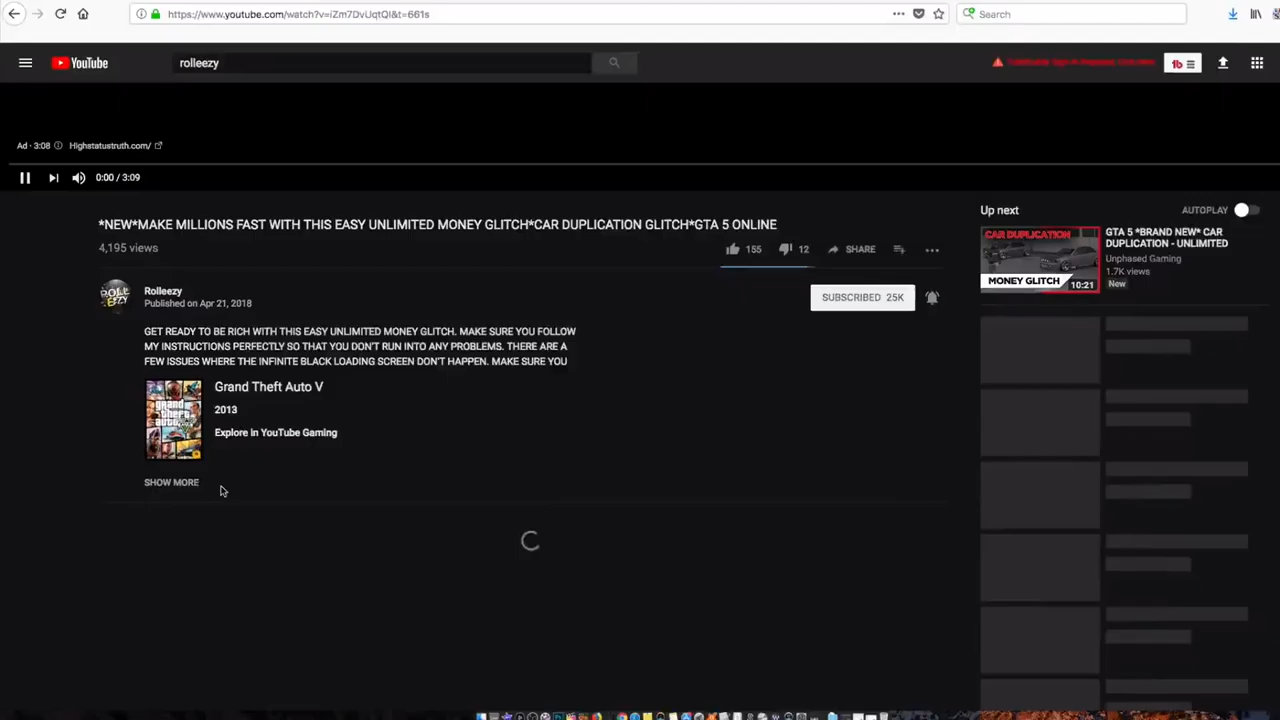 https://www.youtube.com/watch?v=iZm7DvUqtQI&t=661s
Search
YouTube
rolleezy
Ad · 3:08
Highstatustruth.com/
0:00 / 3:09
*NEW*MAKE MILLIONS FAST WITH THIS EASY UNLIMITED MONEY GLITCH*CAR DUPLICATION GLITCH*GTA 5 ONLINE
4,195 views
155
12
SHARE
Rolleezy
Published on Apr 21, 2018
SUBSCRIBED 25K
GET READY TO BE RICH WITH THIS EASY UNLIMITED MONEY GLITCH. MAKE SURE YOU FOLLOW
MY INSTRUCTIONS PERFECTLY SO THAT YOU DON'T RUN INTO ANY PROBLEMS. THERE ARE A
FEW ISSUES WHERE THE INFINITE BLACK LOADING SCREEN DON'T HAPPEN. MAKE SURE YOU
grand
theft
auto
Grand Theft Auto V
2013
Explore in YouTube Gaming
SHOW MORE
Up next
AUTOPLAY
CAR DUPLICATION
MONEY GLITCH
10:21
GTA 5 *BRAND NEW* CAR
DUPLICATION - UNLIMITED
Unphased Gaming
1.7K views
New